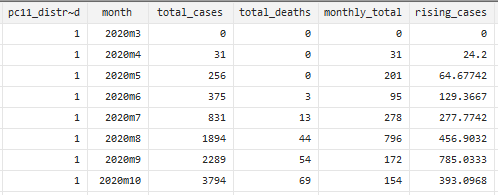 pc11_distr~d month total_cases total_deaths monthly_total rising_cases
1 2020m3 0 0 0 0
1 2020m4 31 0 31 24.2
1 2020m5 256 0 201 64.67742
1 2020m6 375 3 95 129.3667
1 2020m7 831 13 278 277.7742
1 2020m8 1894 44 796 456.9032
1 2020m9 2289 54 172 785.0333
1 2020m10 3794 69 154 393.0968